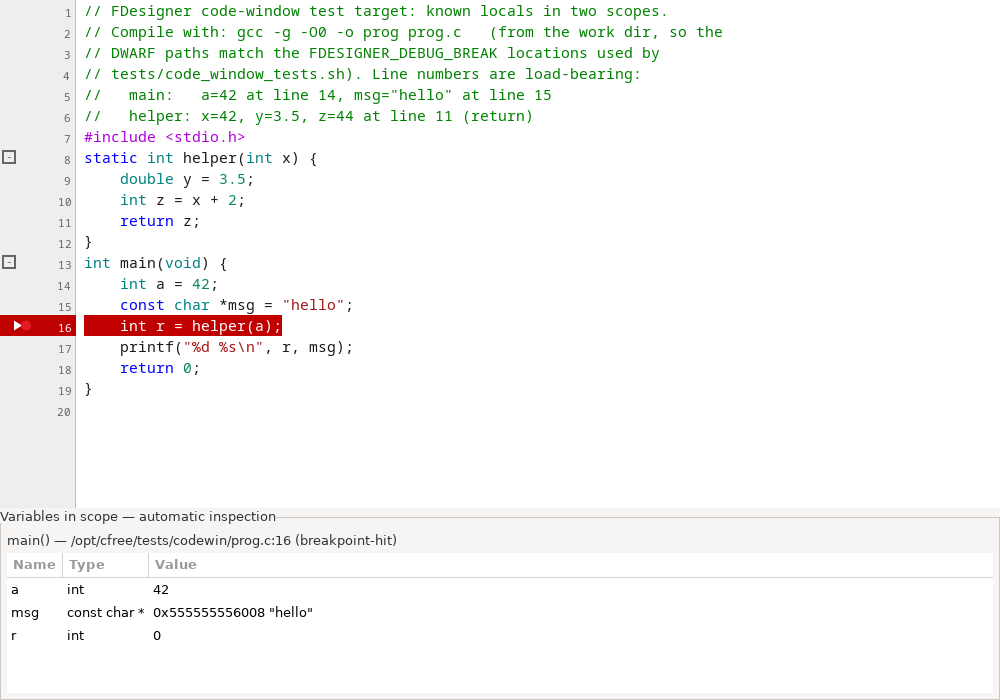 1 // FDesigner code-window test target: known locals in two scopes.
2 // Compile with: gcc -g -O0 -o prog prog.c   (from the work dir, so the
3 // DWARF paths match the FDESIGNER_DEBUG_BREAK locations used by
4 // tests/code_window_tests.sh). Line numbers are load-bearing:
5 //   main:   a=42 at line 14, msg="hello" at line 15
6 //   helper: x=42, y=3.5, z=44 at line 11 (return)
7 #include <stdio.h>
8 static int helper(int x) {
9     double y = 3.5;
10     int z = x + 2;
11     return z;
12 }
13 int main(void) {
14     int a = 42;
15     const char *msg = "hello";
16     int r = helper(a);
17     printf("%d %s\n", r, msg);
18     return 0;
19 }
20
Variables in scope — automatic inspection
main() — /opt/cfree/tests/codewin/prog.c:16 (breakpoint-hit)
Name Type Value
a int 42
msg const char * 0x555555556008 "hello"
r int 0